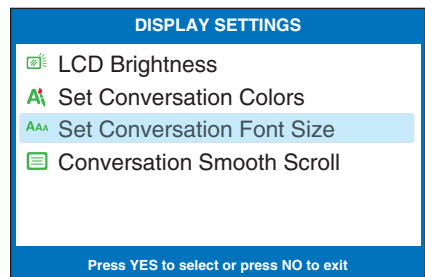 DISPLAY SETTINGS
LCD Brightness
Set Conversation Colors
AAA Set Conversation Font Size
Conversation Smooth Scroll
Press YES to select or press NO to exit